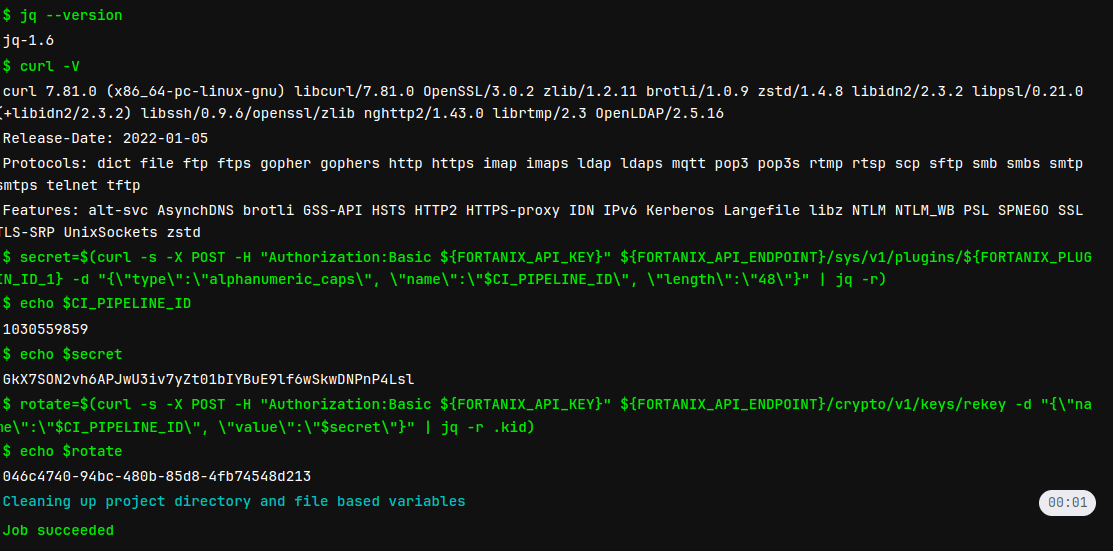 $ jq --version
jq-1.6
$ curl -V
curl 7.81.0 (x86_64-pc-linux-gnu) libcurl/7.81.0 OpenSSL/3.0.2 zlib/1.2.11 brotli/1.0.9 zstd/1.4.8 libidn2/2.3.2 libpsl/0.21.0
(+libidn2/2.3.2) libssh/0.9.6/openssl/zlib nghttp2/1.43.0 librtmp/2.3 OpenLDAP/2.5.16
Release-Date: 2022-01-05
Protocols: dict file ftp ftps gopher gophers http https imap imaps ldap ldaps mqtt pop3 pop3s rtmp rtsp scp sftp smb smbs smtp
smtps telnet tftp
Features: alt-svc AsynchDNS brotli GSS-API HSTS HTTP2 HTTPS-proxy IDN IPv6 Kerberos Largefile libz NTLM NTLM_WB PSL SPNEGO SSL
TLS-SRP UnixSockets zstd
$ secret=$(curl -s -X POST -H "Authorization:Basic ${FORTANIX_API_KEY}" ${FORTANIX_API_ENDPOINT}/sys/v1/plugins/${FORTANIX_PLUG
IN_ID_1} -d "{\"type\":\"alphanumeric_caps\", \"name\":\"$CI_PIPELINE_ID\", \"length\":\"48\"}" | jq -r)
$ echo $CI_PIPELINE_ID
1030559859
$ echo $secret
GkX7SON2vh6APJwU3iv7yZt01bIYBuE9lf6wSkwDNPnP4Lsl
$ rotate=$(curl -s -X POST -H "Authorization:Basic ${FORTANIX_API_KEY}" ${FORTANIX_API_ENDPOINT}/crypto/v1/keys/rekey -d "{\"na
me\":\"$CI_PIPELINE_ID\", \"value\":\"$secret\"}" | jq -r .kid)
$ echo $rotate
046c4740-94bc-480b-85d8-4fb74548d213
Cleaning up project directory and file based variables
00:01
Job succeeded